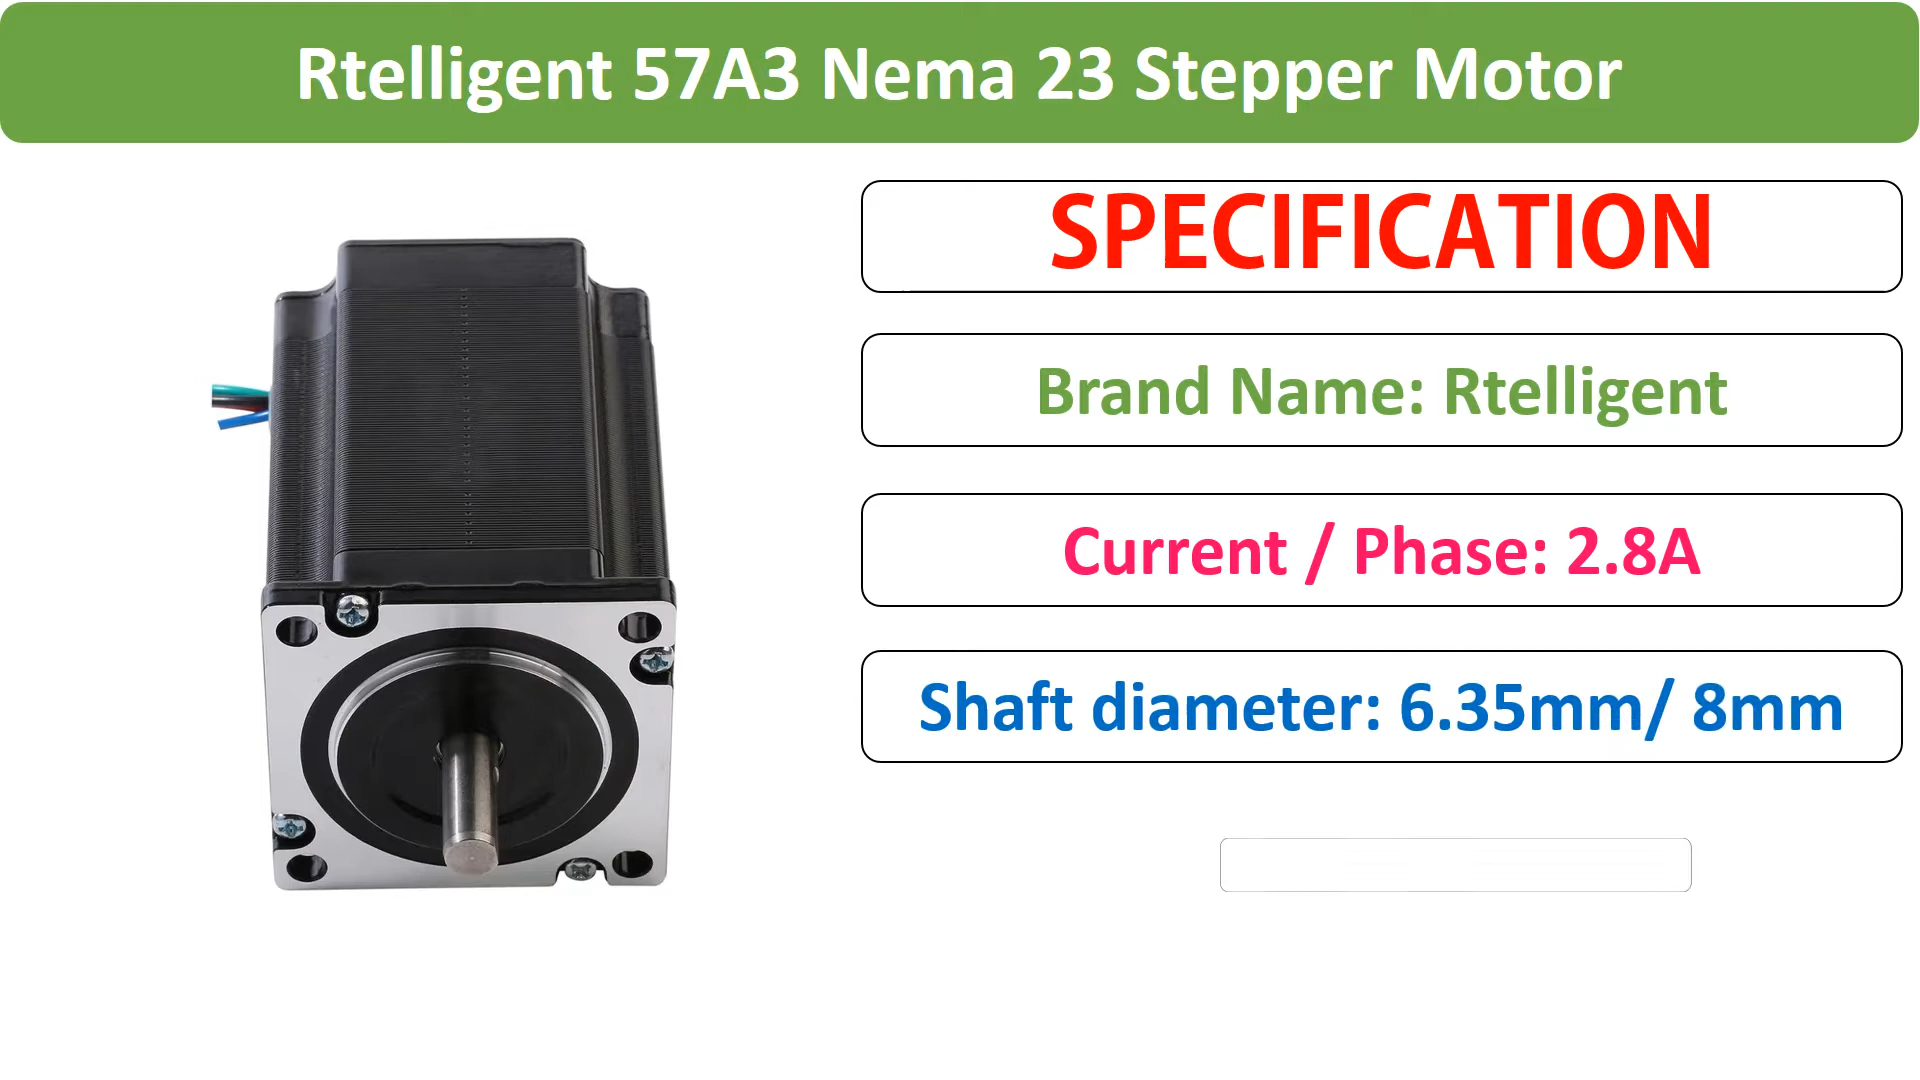 Rtelligent 57A3 Nema 23 Stepper Motor
SPECIFICATION
Brand Name: Rtelligent
Current / Phase: 2.8A
Shaft diameter: 6.35mm/ 8mm